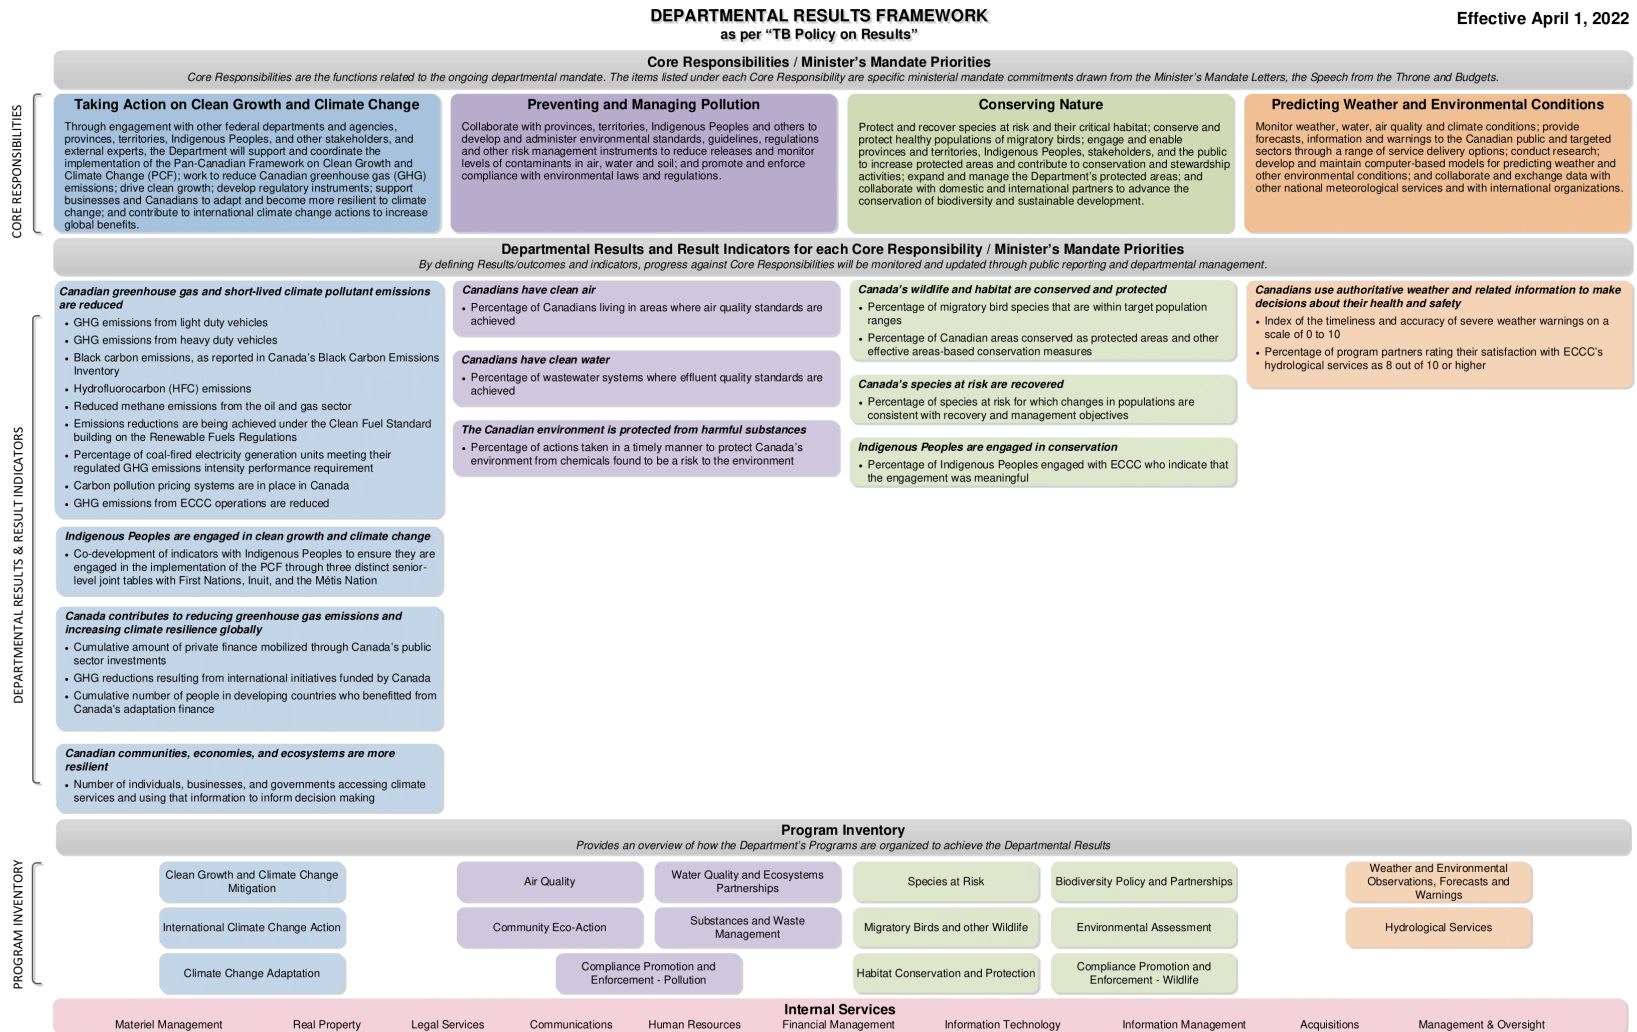 DEPARTMENTAL RESULTS FRAMEWORK
as per “TB Policy on Results”
Effective April 1, 2022
Core Responsibilities / Minister’s Mandate Priorities
Core Responsibilities are the functions related to the ongoing departmental mandate. The items listed under each Core Responsibility are specific ministerial mandate commitments drawn from the Minister’s Mandate Letters, the Speech from the Throne and Budgets.
CORE RESPONSIBILITIES
Taking Action on Clean Growth and Climate Change
Through engagement with other federal departments and agencies,
provinces, territories, Indigenous Peoples, and other stakeholders, and
external experts, the Department will support and coordinate the
implementation of the Pan-Canadian Framework on Clean Growth and
Climate Change (PCF); work to reduce Canadian greenhouse gas (GHG)
emissions; drive clean growth; develop regulatory instruments; support
businesses and Canadians to adapt and become more resilient to climate
change; and contribute to international climate change actions to increase
global benefits.
Preventing and Managing Pollution
Collaborate with provinces, territories, Indigenous Peoples and others to
develop and administer environmental standards, guidelines, regulations
and other risk management instruments to reduce releases and monitor
levels of contaminants in air, water and soil; and promote and enforce
compliance with environmental laws and regulations.
Conserving Nature
Protect and recover species at risk and their critical habitat; conserve and
protect healthy populations of migratory birds; engage and enable
provinces and territories, Indigenous Peoples, stakeholders, and the public
to increase protected areas and contribute to conservation and stewardship
activities; expand and manage the Department’s protected areas; and
collaborate with domestic and international partners to advance the
conservation of biodiversity and sustainable development.
Predicting Weather and Environmental Conditions
Monitor weather, water, air quality and climate conditions; provide
forecasts, information and warnings to the Canadian public and targeted
sectors through a range of service delivery options; conduct research;
develop and maintain computer-based models for predicting weather and
other environmental conditions; and collaborate and exchange data with
other national meteorological services and with international organizations.
Departmental Results and Result Indicators for each Core Responsibility / Minister’s Mandate Priorities
By defining Results/outcomes and indicators, progress against Core Responsibilities will be monitored and updated through public reporting and departmental management.
DEPARTMENTAL RESULTS & RESULT INDICATORS
Canadian greenhouse gas and short-lived climate pollutant emissions
are reduced
• GHG emissions from light duty vehicles
• GHG emissions from heavy duty vehicles
• Black carbon emissions, as reported in Canada’s Black Carbon Emissions
Inventory
• Hydrofluorocarbon (HFC) emissions
• Reduced methane emissions from the oil and gas sector
• Emissions reductions are being achieved under the Clean Fuel Standard
building on the Renewable Fuels Regulations
• Percentage of coal-fired electricity generation units meeting their
regulated GHG emissions intensity performance requirement
• Carbon pollution pricing systems are in place in Canada
• GHG emissions from ECCC operations are reduced
Indigenous Peoples are engaged in clean growth and climate change
• Co-development of indicators with Indigenous Peoples to ensure they are
engaged in the implementation of the PCF through three distinct senior-
level joint tables with First Nations, Inuit, and the Métis Nation
Canada contributes to reducing greenhouse gas emissions and
increasing climate resilience globally
• Cumulative amount of private finance mobilized through Canada’s public
sector investments
• GHG reductions resulting from international initiatives funded by Canada
• Cumulative number of people in developing countries who benefitted from
Canada's adaptation finance
Canadian communities, economies, and ecosystems are more
resilient
• Number of individuals, businesses, and governments accessing climate
services and using that information to inform decision making
Canadians have clean air
• Percentage of Canadians living in areas where air quality standards are
achieved
Canadians have clean water
• Percentage of wastewater systems where effluent quality standards are
achieved
The Canadian environment is protected from harmful substances
• Percentage of actions taken in a timely manner to protect Canada’s
environment from chemicals found to be a risk to the environment
Canada’s wildlife and habitat are conserved and protected
• Percentage of migratory bird species that are within target population
ranges
• Percentage of Canadian areas conserved as protected areas and other
effective areas-based conservation measures
Canada’s species at risk are recovered
• Percentage of species at risk for which changes in populations are
consistent with recovery and management objectives
Indigenous Peoples are engaged in conservation
• Percentage of Indigenous Peoples engaged with ECCC who indicate that
the engagement was meaningful
Canadians use authoritative weather and related information to make
decisions about their health and safety
• Index of the timeliness and accuracy of severe weather warnings on a
scale of 0 to 10
• Percentage of program partners rating their satisfaction with ECCC’s
hydrological services as 8 out of 10 or higher
Program Inventory
Provides an overview of how the Department’s Programs are organized to achieve the Departmental Results
PROGRAM INVENTORY
Clean Growth and Climate Change
Mitigation
International Climate Change Action
Climate Change Adaptation
Air Quality
Water Quality and Ecosystems
Partnerships
Community Eco-Action
Substances and Waste
Management
Compliance Promotion and
Enforcement - Pollution
Species at Risk
Biodiversity Policy and Partnerships
Migratory Birds and other Wildlife
Environmental Assessment
Habitat Conservation and Protection
Compliance Promotion and
Enforcement - Wildlife
Weather and Environmental
Observations, Forecasts and
Warnings
Hydrological Services
Internal Services
Materiel Management Real Property Legal Services Communications Human Resources Financial Management Information Technology Information Management Acquisitions Management & Oversight